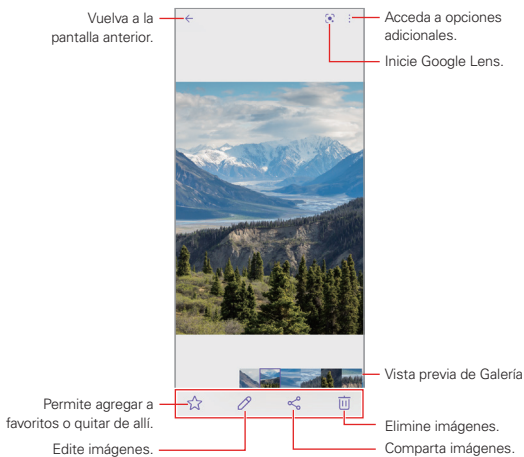 Vuelva a la
pantalla anterior.
Acceda a opciones
adicionales.
Inicie Google Lens.
Vista previa de Galería
Permite agregar a
favoritos o quitar de allí.
Edite imágenes.
Elimine imágenes.
Comparta imágenes.